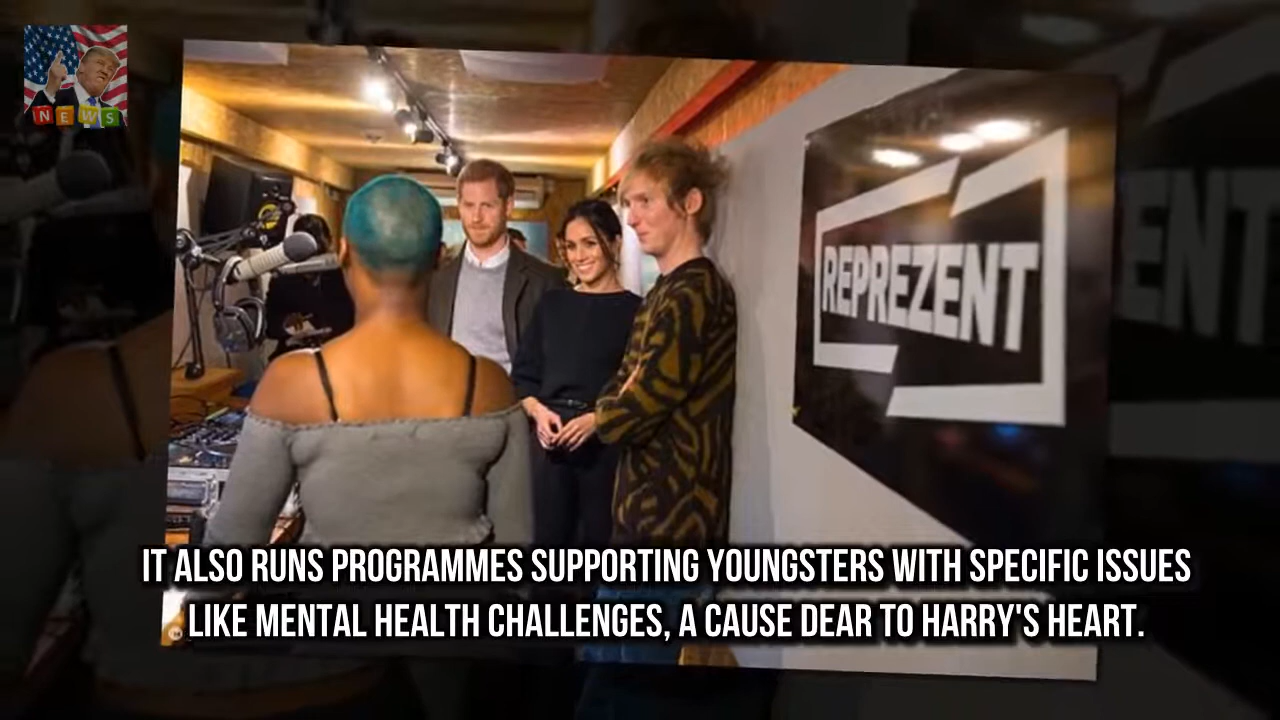 NEWS
REPREZENT
ENT
IT ALSO RUNS PROGRAMMES SUPPORTING YOUNGSTERS WITH SPECIFIC ISSUES
LIKE MENTAL HEALTH CHALLENGES, A CAUSE DEAR TO HARRY'S HEART.